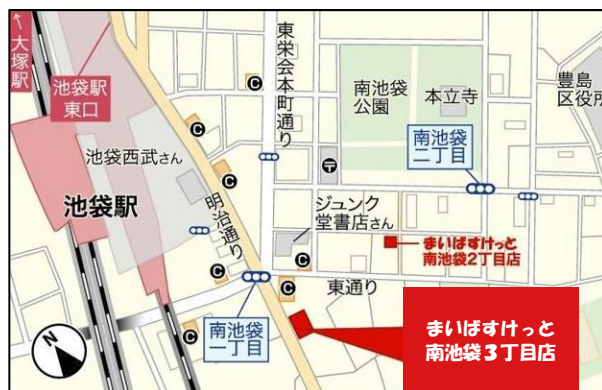 大塚駅
池袋駅
東口
池袋西武さん
池袋駅
明治通り
東栄会本町通り
南池袋
公園
本立寺
豊島
区役所
南池袋
二丁目
ジュンク
堂書店さん
まいばすけっと
南池袋2丁目店
東通り
南池袋
一丁目
まいばすけっと
南池袋3丁目店
N
C
C
C
C
C
C
〒